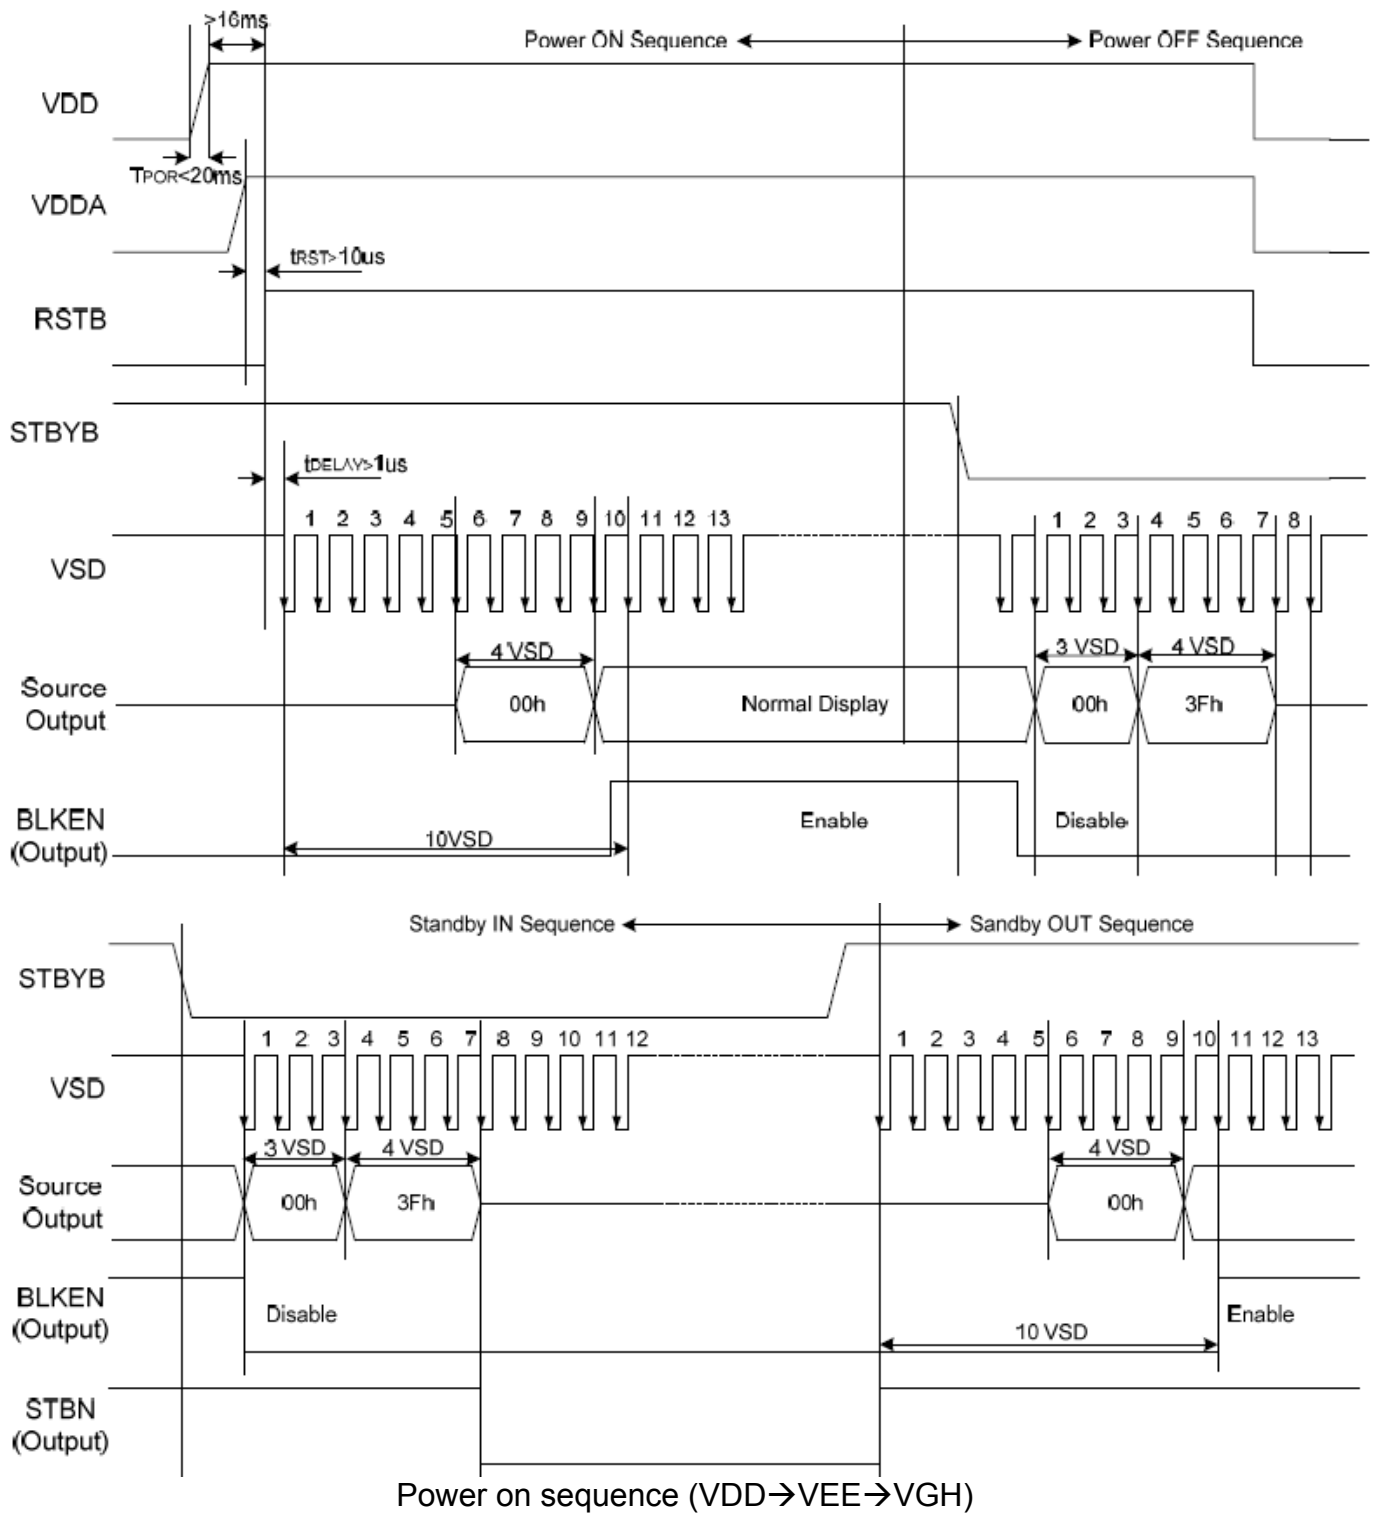 >16ms
Power ON Sequence
Power OFF Sequence
VDD
TPOR<20ms
VDDA
tRST>10us
RSTB
STBYB
tDELAY>1us
1 2 3 4 5 6 7 8 9 10 11 12 13
1 2 3 4 5 6 7 8
VSD
4 VSD
3 VSD
4 VSD
Source
Output
00h
Normal Display
00h
3Fh
BLKEN
(Output)
10VSD
Enable
Disable
Standby IN Sequence
Sandby OUT Sequence
STBYB
1 2 3 4 5 6 7 8 9 10 11 12
1 2 3 4 5 6 7 8 9 10 11 12 13
VSD
3 VSD
4 VSD
4 VSD
Source
Output
00h
3Fh
00h
BLKEN
(Output)
Disable
10 VSD
Enable
STBN
(Output)
Power on sequence (VDD→VEE→VGH)